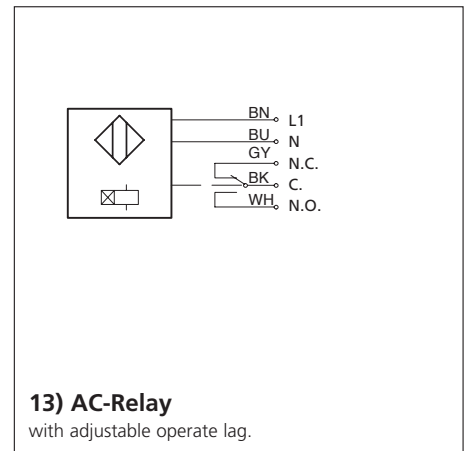 BN L1
BU N
GY N.C.
BK C.
WH N.O.
13) AC-Relay
with adjustable operate lag.